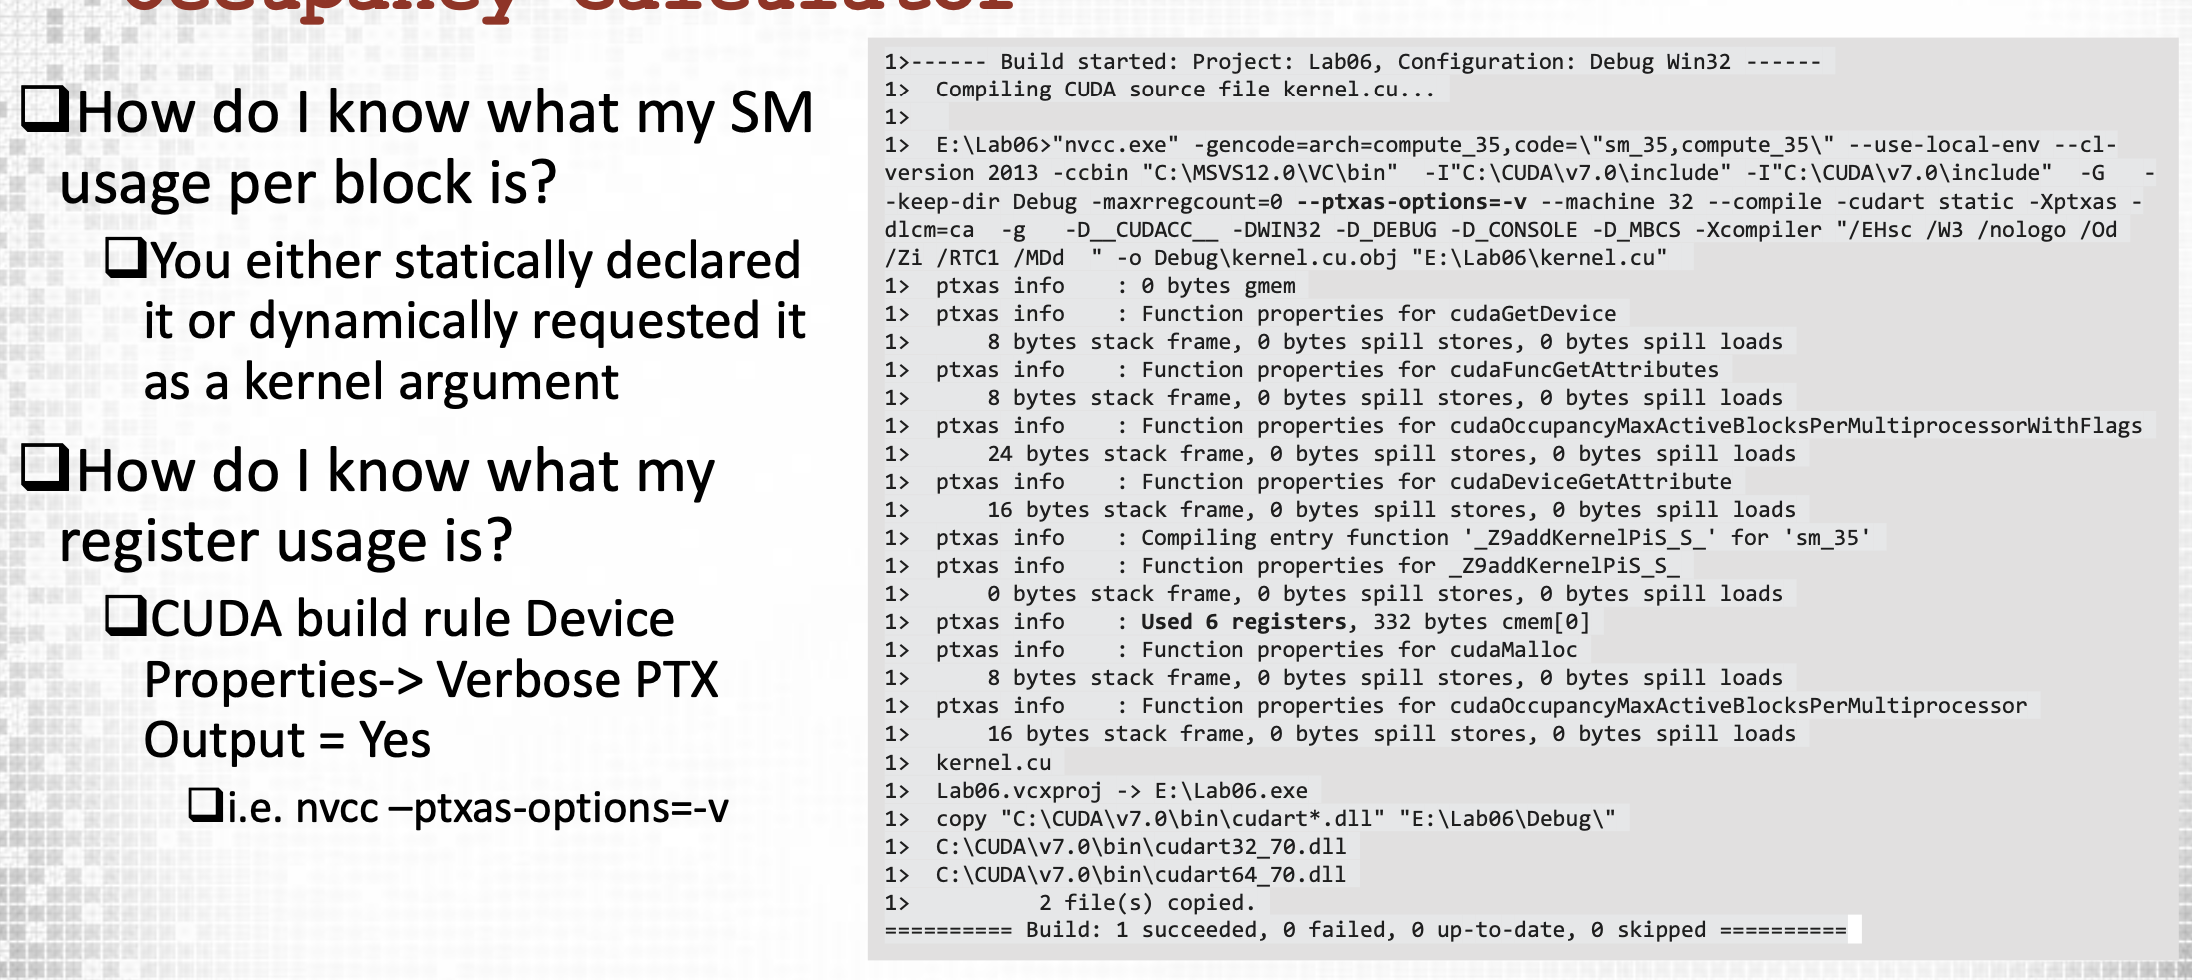 occupancy calculator
❑How do I know what my SM
usage per block is?
❑You either statically declared
it or dynamically requested it
as a kernel argument
❑How do I know what my
register usage is?
❑CUDA build rule Device
Properties-> Verbose PTX
Output = Yes
❑i.e. nvcc –ptxas-options=-v
1>------ Build started: Project: Lab06, Configuration: Debug Win32 ------
1>  Compiling CUDA source file kernel.cu...
1>
1>  E:\Lab06>"nvcc.exe" -gencode=arch=compute_35,code=\"sm_35,compute_35\" --use-local-env --cl-
version 2013 -ccbin "C:\MSVS12.0\VC\bin"  -I"C:\CUDA\v7.0\include" -I"C:\CUDA\v7.0\include"  -G   -
-keep-dir Debug -maxrregcount=0 --ptxas-options=-v --machine 32 --compile -cudart static -Xptxas -
dlcm=ca  -g   -D__CUDACC__ -DWIN32 -D_DEBUG -D_CONSOLE -D_MBCS -Xcompiler "/EHsc /W3 /nologo /Od
/Zi /RTC1 /MDd  " -o Debug\kernel.cu.obj "E:\Lab06\kernel.cu"
1>  ptxas info    : 0 bytes gmem
1>  ptxas info    : Function properties for cudaGetDevice
1>      8 bytes stack frame, 0 bytes spill stores, 0 bytes spill loads
1>  ptxas info    : Function properties for cudaFuncGetAttributes
1>      8 bytes stack frame, 0 bytes spill stores, 0 bytes spill loads
1>  ptxas info    : Function properties for cudaOccupancyMaxActiveBlocksPerMultiprocessorWithFlags
1>      24 bytes stack frame, 0 bytes spill stores, 0 bytes spill loads
1>  ptxas info    : Function properties for cudaDeviceGetAttribute
1>      16 bytes stack frame, 0 bytes spill stores, 0 bytes spill loads
1>  ptxas info    : Compiling entry function '_Z9addKernelPiS_S_' for 'sm_35'
1>  ptxas info    : Function properties for _Z9addKernelPiS_S_
1>      0 bytes stack frame, 0 bytes spill stores, 0 bytes spill loads
1>  ptxas info    : Used 6 registers, 332 bytes cmem[0]
1>  ptxas info    : Function properties for cudaMalloc
1>      8 bytes stack frame, 0 bytes spill stores, 0 bytes spill loads
1>  ptxas info    : Function properties for cudaOccupancyMaxActiveBlocksPerMultiprocessor
1>      16 bytes stack frame, 0 bytes spill stores, 0 bytes spill loads
1>  kernel.cu
1>  Lab06.vcxproj -> E:\Lab06.exe
1>  copy "C:\CUDA\v7.0\bin\cudart*.dll" "E:\Lab06\Debug\"
1>  C:\CUDA\v7.0\bin\cudart32_70.dll
1>  C:\CUDA\v7.0\bin\cudart64_70.dll
1>          2 file(s) copied.
========== Build: 1 succeeded, 0 failed, 0 up-to-date, 0 skipped ==========